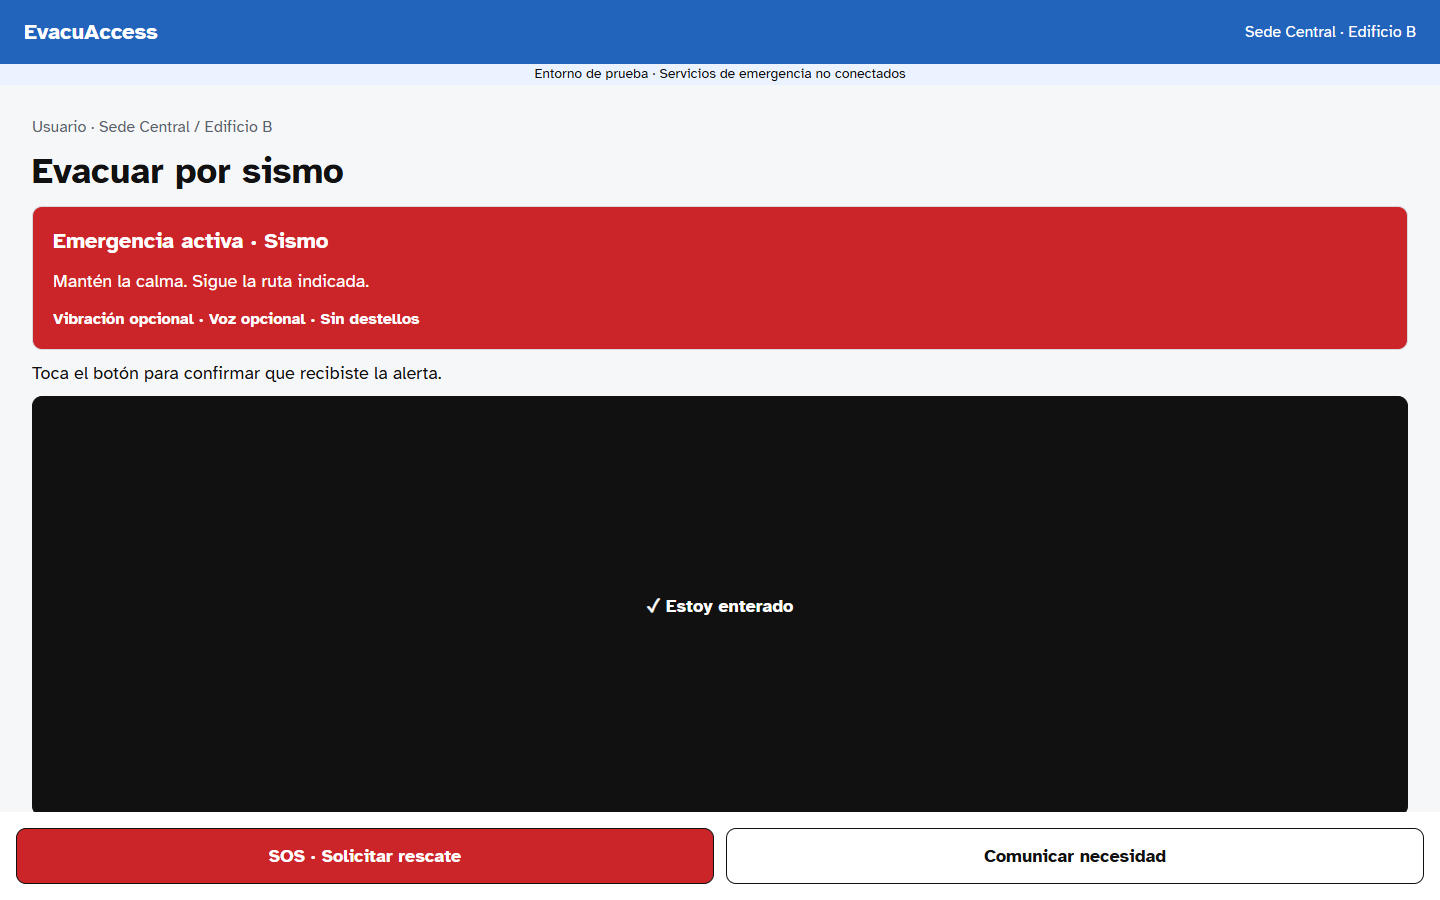 EvacuAccess
Sede Central · Edificio B
Entorno de prueba · Servicios de emergencia no conectados
Usuario · Sede Central / Edificio B
Evacuar por sismo
Emergencia activa · Sismo
Mantén la calma. Sigue la ruta indicada.
Vibración opcional · Voz opcional · Sin destellos
Toca el botón para confirmar que recibiste la alerta.
✓ Estoy enterado
SOS · Solicitar rescate
Comunicar necesidad